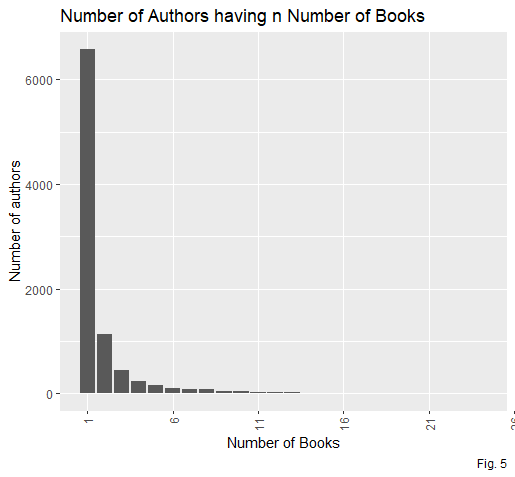 Number of Authors having n Number of Books
Number of authors
6000
4000
2000
0
1
6
11
16
21
26
Number of Books
Fig. 5